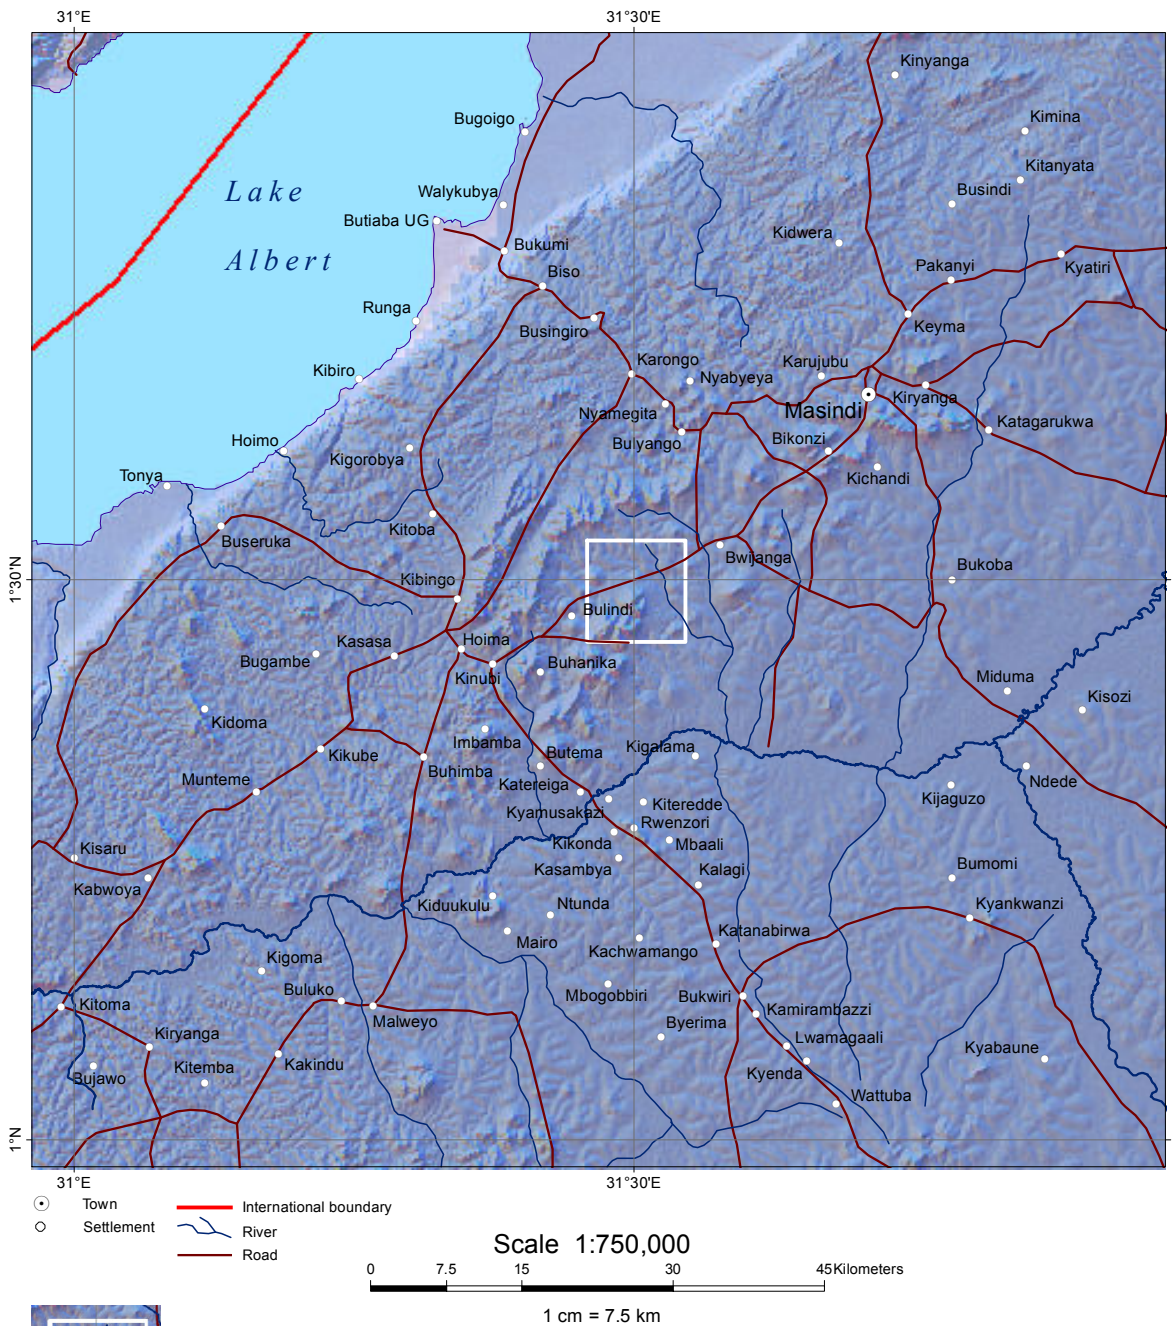 31°E 31°30'E
Kinyanga
Bugoigo
Kimina
Kitanyata
Lake
Walykubya
Busindi
Butiaba UG
Kidwera
Bukumi
Albert
Kyatiri
Pakanyi
Biso
Runga
Keyma
Busingiro
Karongo
Karujubu
Kibiro
Nyabyeya
Kiryanga
Nyamegita
Masindi
Katagarukwa
Hoimo
Bulyango
Bikonzi
Kigorobya
Tonya
Kichandi
Kitoba
Buseruka
Bwijanga
1°30'N
Kibingo
Bukoba
Bulindi
Kasasa
Hoima
Bugambe
Kinubi
Buhanika
Miduma
Kisozi
Kidoma
Imbamba
Kikube
Butema
Kigalama
Munteme
Buhimba
Katereiga
Ndede
Kyamusakazi
Kiteredde
Kijaguzo
Rwenzori
Kisaru
Kikonda
Mbaali
Kasambya
Kalagi
Bumomi
Kabwoya
Kiduukulu
Ntunda
Kyankwanzi
Mairo
Kachwamango
Katanabirwa
Kigoma
Buluko
Mbogobbiri
Bukwiri
Kitoma
Malweyo
Kamirambazzi
Byerima
Kiryanga
Lwamagaali
Kyabaune
Bujawo
Kitemba
Kakindu
Kyenda
Wattuba
1°N
31°E 31°30'E
Town
International boundary
Settlement
River
Road
Scale 1:750,000
0 7.5 15 30 45 Kilometers
1 cm = 7.5 km